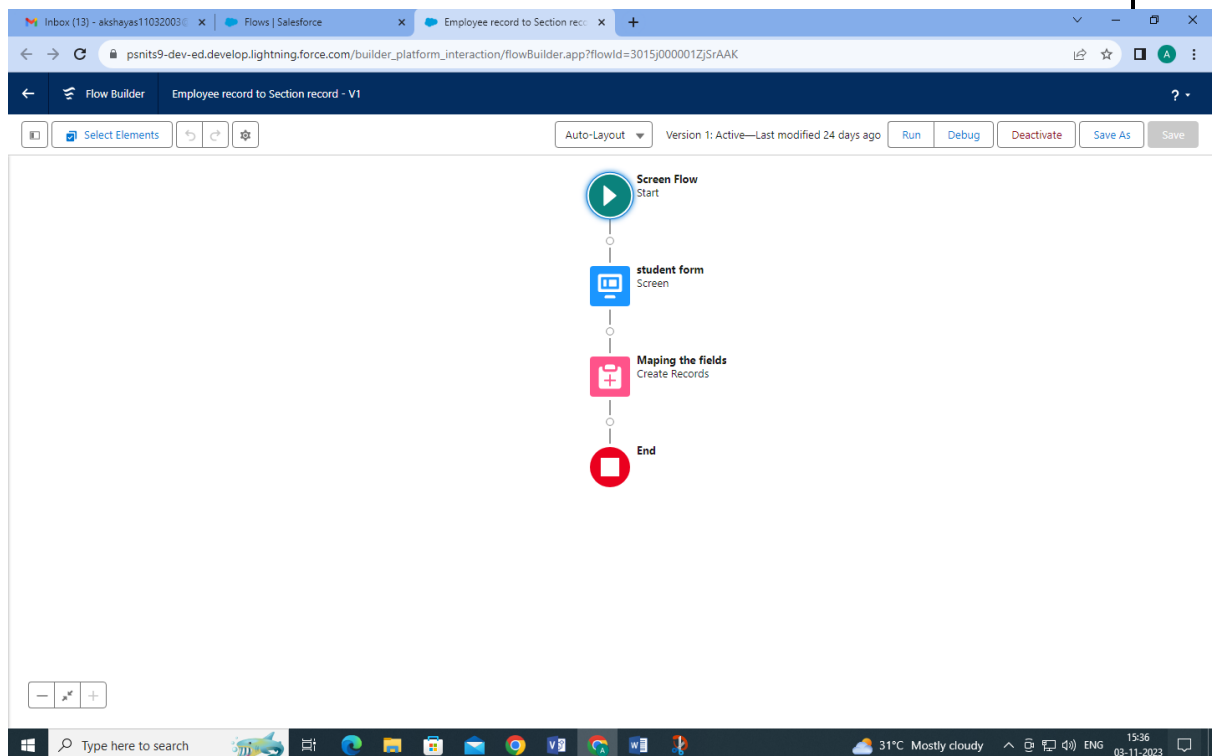 Inbox (13) - akshayas11032003
Flows | Salesforce
Employee record to Section reco
psnits9-dev-ed.develop.lightning.force.com/builder_platform_interaction/flowBuilder.app?flowId=3015j000001ZjSrAAK
A
Flow Builder
Employee record to Section record - V1
?
Select Elements
Auto-Layout
Version 1: Active—Last modified 24 days ago
Run
Debug
Deactivate
Save As
Save
Screen Flow
Start
student form
Screen
Maping the fields
Create Records
End
Type here to search
31°C Mostly cloudy
ENG
15:36
03-11-2023